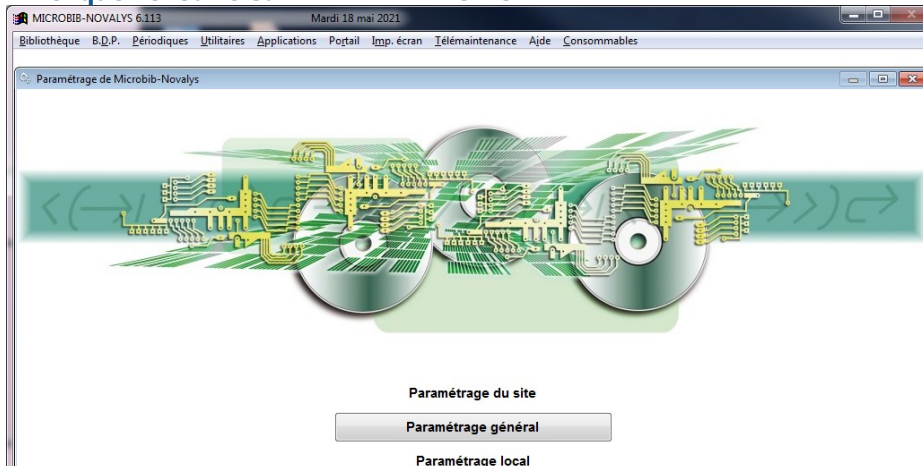 MICROBIB-NOVALYS 6.113 Mardi 18 mai 2021
Bibliothèque B.D.P. Périodiques Utilitaires Applications Portail Imp. écran Télémaintenance Aide Consommables
Paramétrage de Microbib-Novalys
Paramétrage du site
Paramétrage général
Paramétrage local